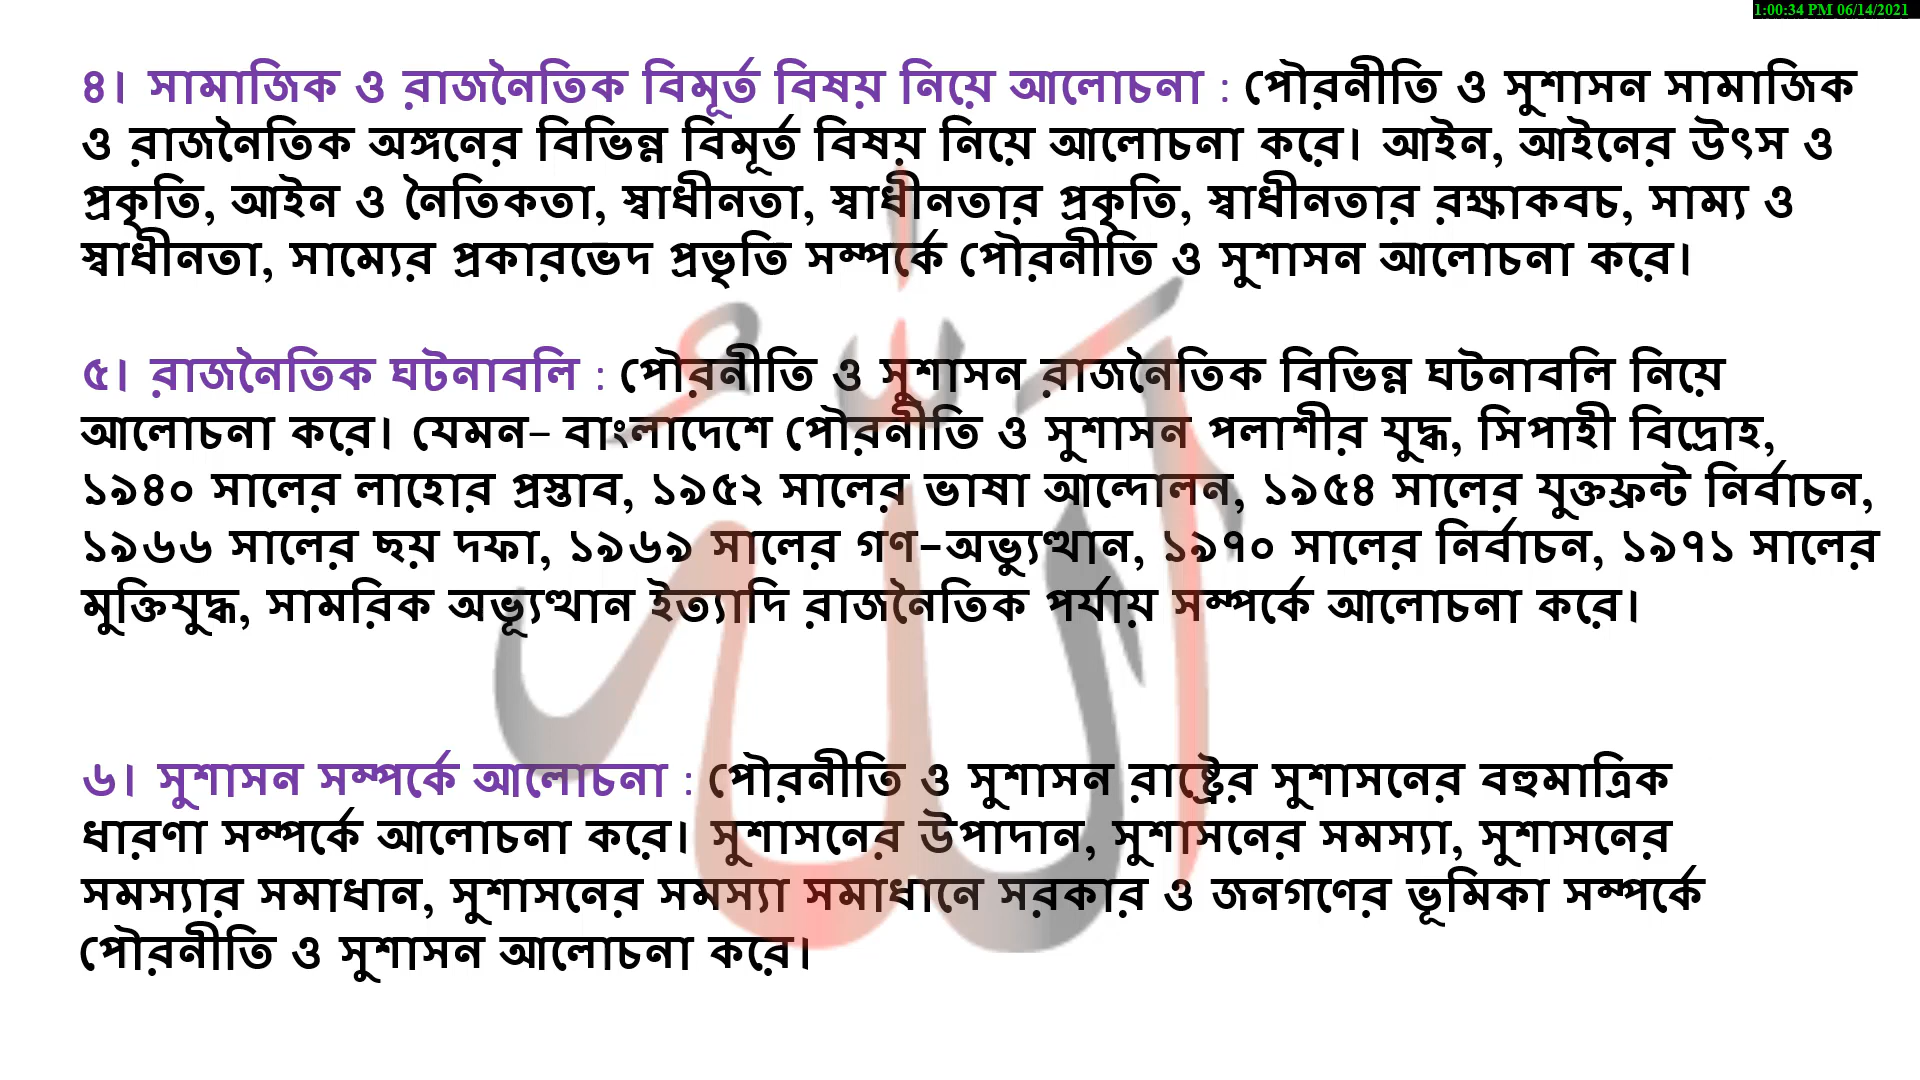 1:00:34 PM 06/14/2021
৪। সামাজিক ও রাজনৈতিক বিমূর্ত বিষয় নিয়ে আলোচনা : পৌরনীতি ও সুশাসন সামাজিক
ও রাজনৈতিক অঙ্গনের বিভিন্ন বিমূর্ত বিষয় নিয়ে আলোচনা করে। আইন, আইনের উৎস ও
প্রকৃতি, আইন ও নৈতিকতা, স্বাধীনতা, স্বাধীনতার প্রকৃতি, স্বাধীনতার রক্ষাকবচ, সাম্য ও
স্বাধীনতা, সাম্যের প্রকারভেদ প্রভৃতি সম্পর্কে পৌরনীতি ও সুশাসন আলোচনা করে।
৫। রাজনৈতিক ঘটনাবলি : পৌরনীতি ও সুশাসন রাজনৈতিক বিভিন্ন ঘটনাবলি নিয়ে
আলোচনা করে। যেমন– বাংলাদেশে পৌরনীতি ও সুশাসন পলাশীর যুদ্ধ, সিপাহী বিদ্রোহ,
১৯৪০ সালের লাহোর প্রস্তাব, ১৯৫২ সালের ভাষা আন্দোলন, ১৯৫৪ সালের যুক্তফ্রন্ট নির্বাচন,
১৯৬৬ সালের ছয় দফা, ১৯৬৯ সালের গণ–অভ্যুত্থান, ১৯৭০ সালের নির্বাচন, ১৯৭১ সালের
মুক্তিযুদ্ধ, সামরিক অভ্যূত্থান ইত্যাদি রাজনৈতিক পর্যায় সম্পর্কে আলোচনা করে।
৬। সুশাসন সম্পর্কে আলোচনা : পৌরনীতি ও সুশাসন রাষ্ট্রের সুশাসনের বহুমাত্রিক
ধারণা সম্পর্কে আলোচনা করে। সুশাসনের উপাদান, সুশাসনের সমস্যা, সুশাসনের
সমস্যার সমাধান, সুশাসনের সমস্যা সমাধানে সরকার ও জনগণের ভূমিকা সম্পর্কে
পৌরনীতি ও সুশাসন আলোচনা করে।
الله